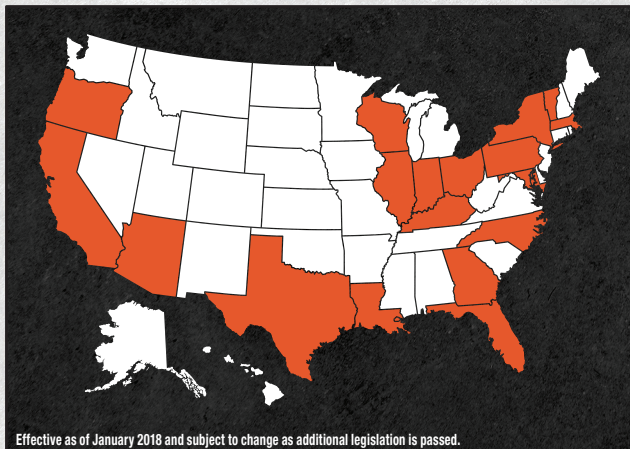 Effective as of January 2018 and subject to change as additional legislation is passed.